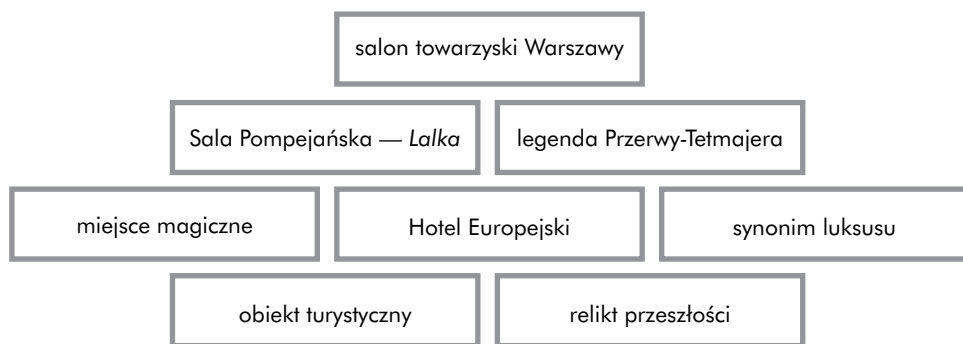 salon towarzyski Warszawy
Sala Pompejańska — Lalka
legenda Przerwy-Tetmajera
miejsce magiczne
Hotel Europejski
synonim luksusu
obiekt turystyczny
relikt przeszłości